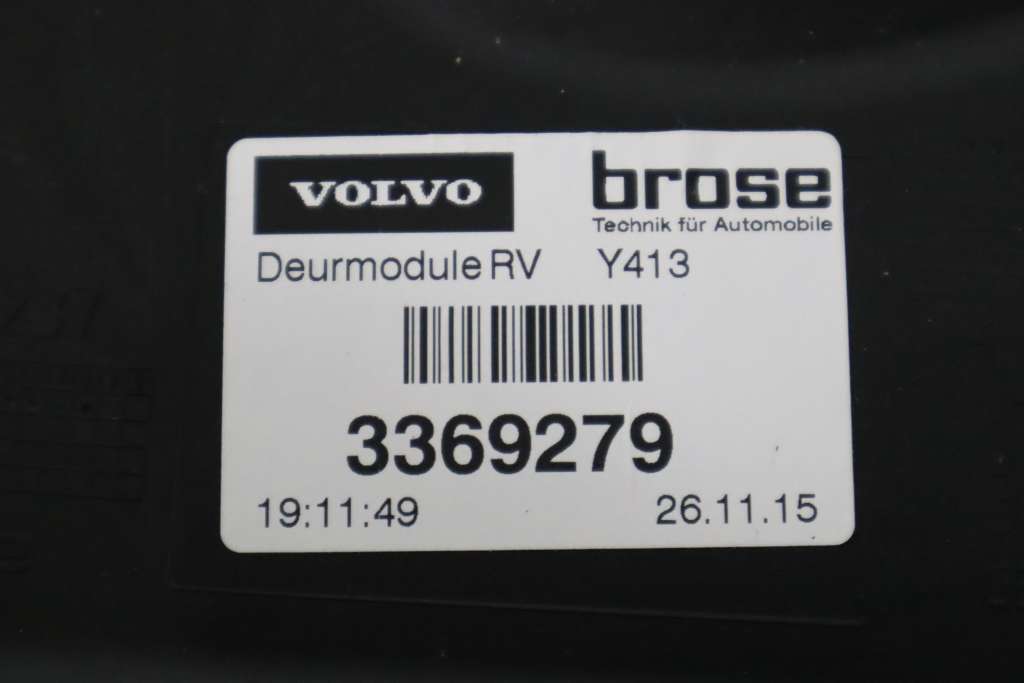 VOLVO brose
Technik für Automobile
Deurmodule RV Y413
3369279
19:11:49 26.11.15